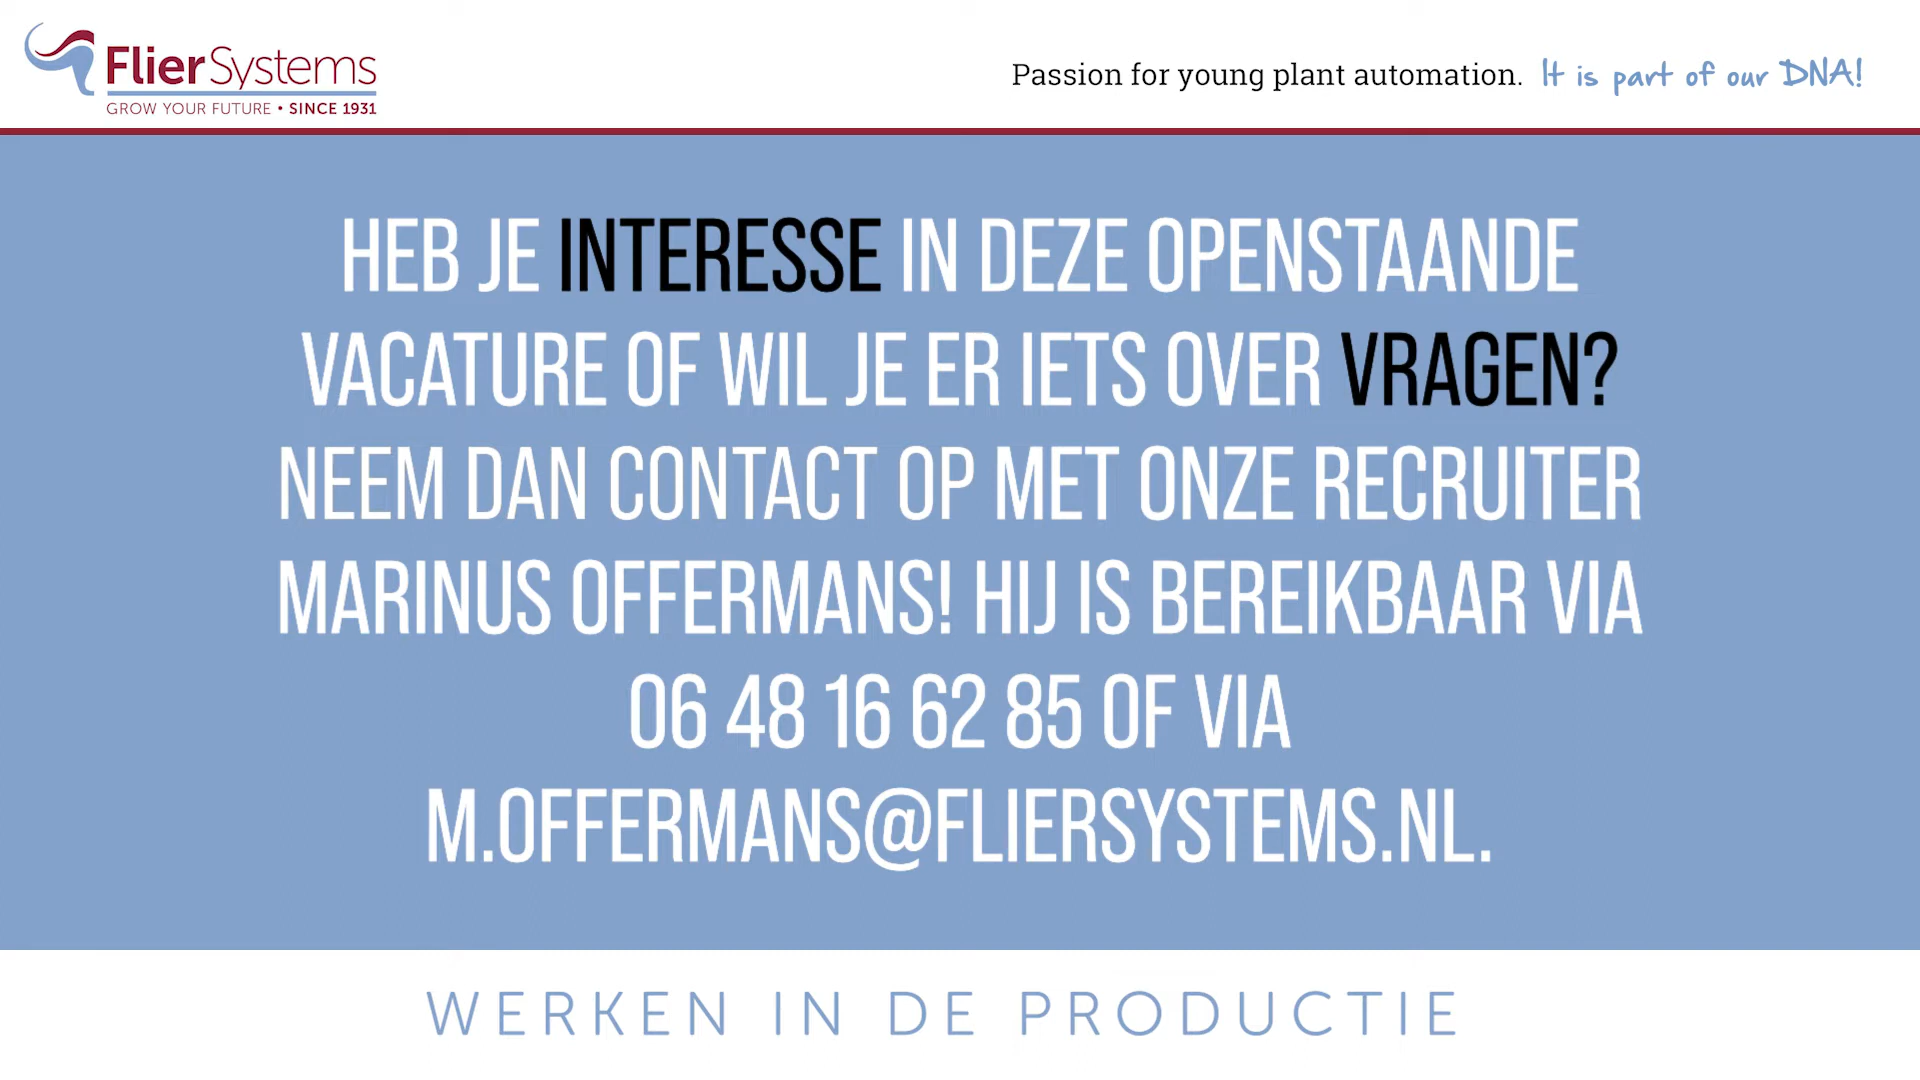 FlierSystems
GROW YOUR FUTURE • SINCE 1931
Passion for young plant automation. It is part of our DNA!
HEB JE INTERESSE IN DEZE OPENSTAANDE
VACATURE OF WIL JE ER IETS OVER VRAGEN?
NEEM DAN CONTACT OP MET ONZE RECRUITER
MARINUS OFFERMANS! HIJ IS BEREIKBAAR VIA
06 48 16 62 85 OF VIA
M.OFFERMANS@FLIERSYSTEMS.NL.
WERKEN IN DE PRODUCTIE